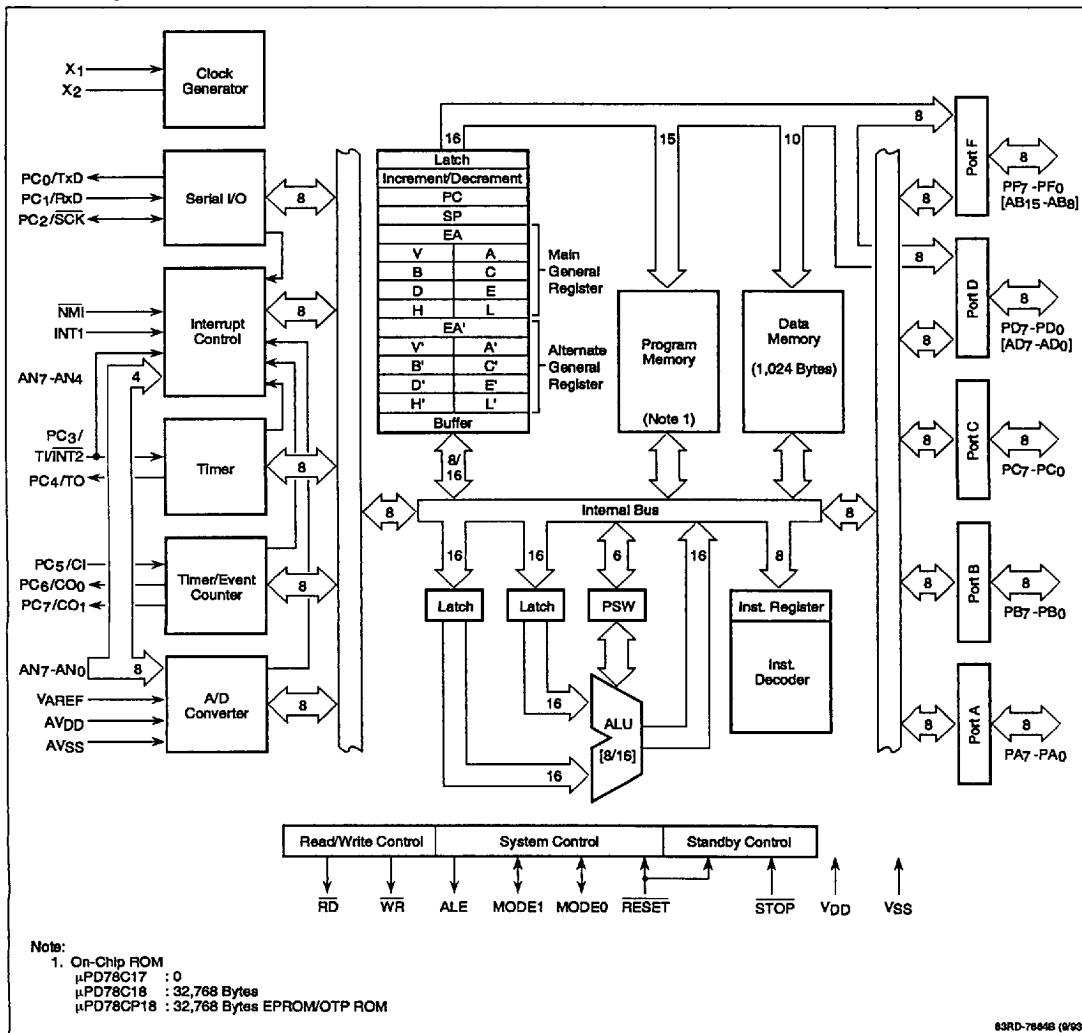 X1
X2
Clock
Generator
PC0/TxD
PC1/RxD
PC2/SCK
Serial I/O
8
NMI
INT1
AN7-AN4
4
Interrupt
Control
8
PC3/
TI/INT2
PC4/TO
Timer
8
PC5/CI
PC6/CO0
PC7/CO1
Timer/Event
Counter
8
AN7-AN0
8
VAREF
AVDD
AVSS
A/D
Converter
8
16
15
10
8
8
Latch
Increment/Decrement
PC
SP
EA
V A
B C
D E
H L
EA'
V' A'
B' C'
D' E'
H' L'
Buffer
Main
General
Register
Alternate
General
Register
8/
16
Program
Memory
(Note 1)
Data
Memory
(1,024 Bytes)
8
Internal Bus
8
16
16
6
16
8
Latch
Latch
PSW
Inst. Register
Inst.
Decoder
16
16
ALU
[8/16]
Port F
8
PF7-PF0
[AB15-AB8]
8
Port D
8
PD7-PD0
[AD7-AD0]
8
Port C
8
PC7-PC0
8
Port B
8
PB7-PB0
8
Port A
8
PA7-PA0
8
Read/Write Control
System Control
Standby Control
RD
WR
ALE
MODE1
MODE0
RESET
STOP
VDD
VSS
Note:
1. On-Chip ROM
µPD78C17 : 0
µPD78C18 : 32,768 Bytes
µPD78CP18 : 32,768 Bytes EPROM/OTP ROM